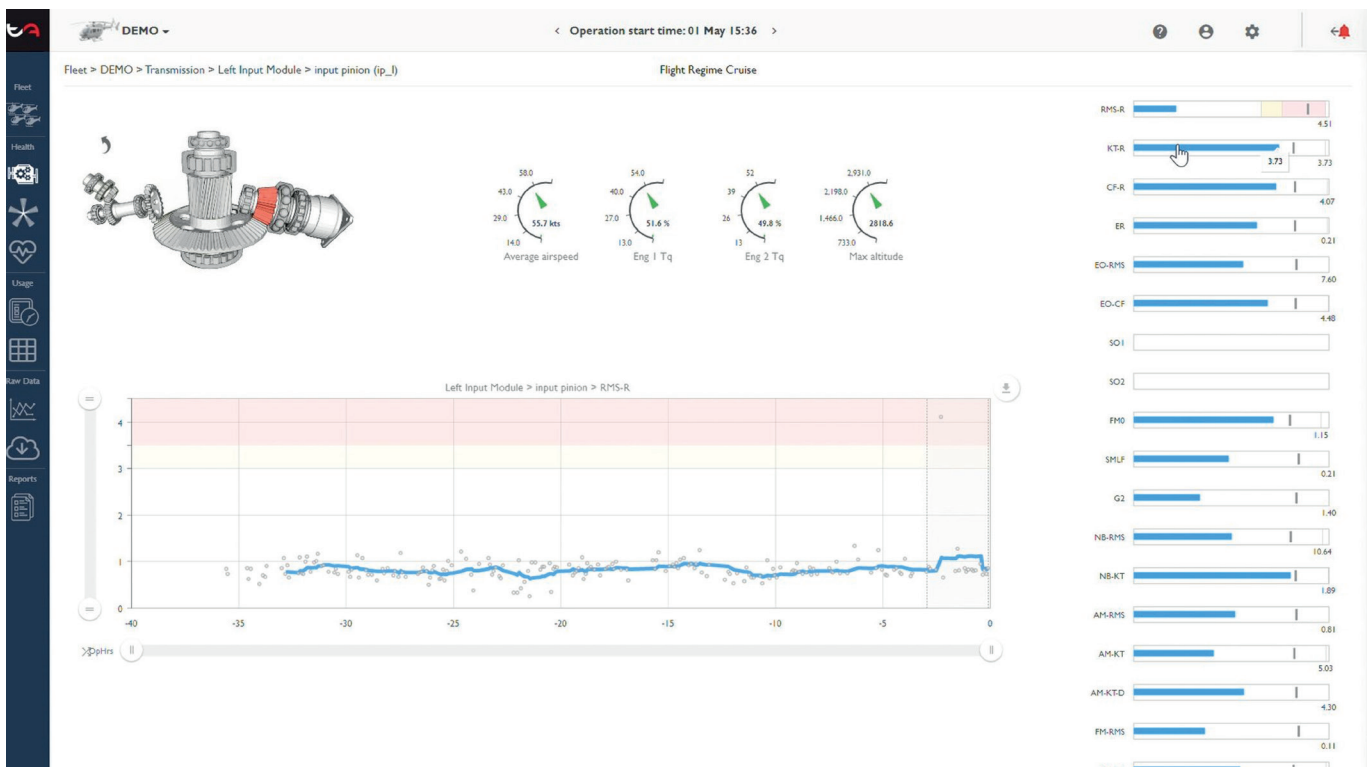 ta
DEMO
< Operation start time: 01 May 15:36 >
Fleet > DEMO > Transmission > Left Input Module > input pinion (ip_l)
Flight Regime Cruise
Fleet
Health
Usage
Raw Data
Reports
58.0
43.0
29.0
14.0
55.7 kts
Average airspeed
54.0
40.0
27.0
13.0
51.6 %
Eng 1 Tq
52
39
26
13
49.8 %
Eng 2 Tq
2,931.0
2,198.0
1,466.0
733.0
2818.6
Max altitude
Left Input Module > input pinion > RMS-R
4
3
2
1
0
-40 -35 -30 -25 -20 -15 -10 -5 0
OpHrs
RMS-R
4.51
KT-R
3.73 3.73
CF-R
4.07
ER
0.21
EO-RMS
7.60
EO-CF
4.48
SO1
SO2
FM0
1.15
SMLF
0.21
G2
1.40
NB-RMS
10.64
NB-KT
1.89
AM-RMS
0.81
AM-KT
5.03
AM-KT-D
4.30
FM-RMS
0.11